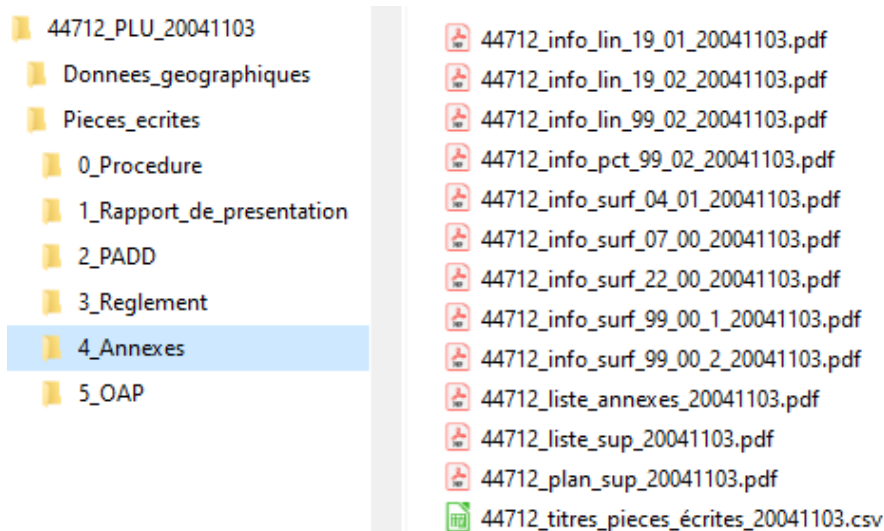 44712_PLU_20041103
Donnees_geographiques
Pieces_ecrites
0_Procedure
1_Rapport_de_presentation
2_PADD
3_Reglement
4_Annexes
5_OAP
44712_info_lin_19_01_20041103.pdf
44712_info_lin_19_02_20041103.pdf
44712_info_lin_99_02_20041103.pdf
44712_info_pct_99_02_20041103.pdf
44712_info_surf_04_01_20041103.pdf
44712_info_surf_07_00_20041103.pdf
44712_info_surf_22_00_20041103.pdf
44712_info_surf_99_00_1_20041103.pdf
44712_info_surf_99_00_2_20041103.pdf
44712_liste_annexes_20041103.pdf
44712_liste_sup_20041103.pdf
44712_plan_sup_20041103.pdf
44712_titres_pieces_écrites_20041103.csv